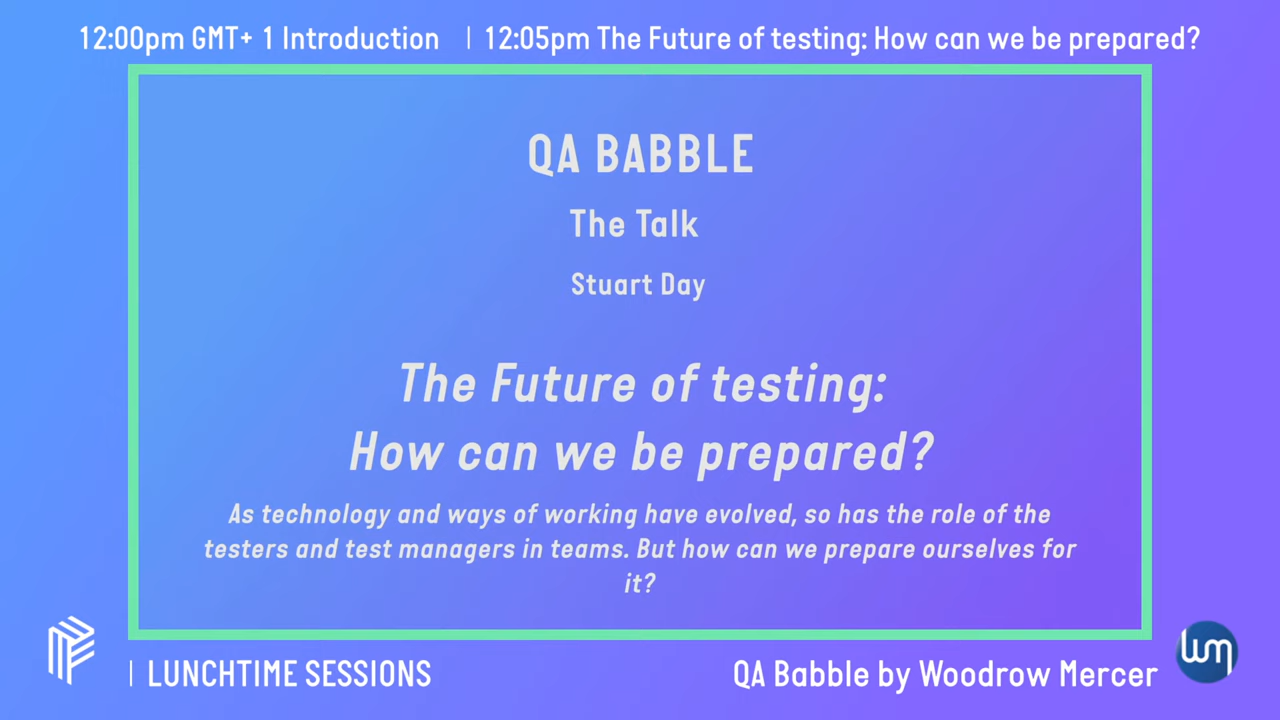 12:00pm GMT+ 1 Introduction | 12:05pm The Future of testing: How can we be prepared?
QA BABBLE
The Talk
Stuart Day
The Future of testing:
How can we be prepared?
As technology and ways of working have evolved, so has the role of the
testers and test managers in teams. But how can we prepare ourselves for
it?
| LUNCHTIME SESSIONS
QA Babble by Woodrow Mercer
wm